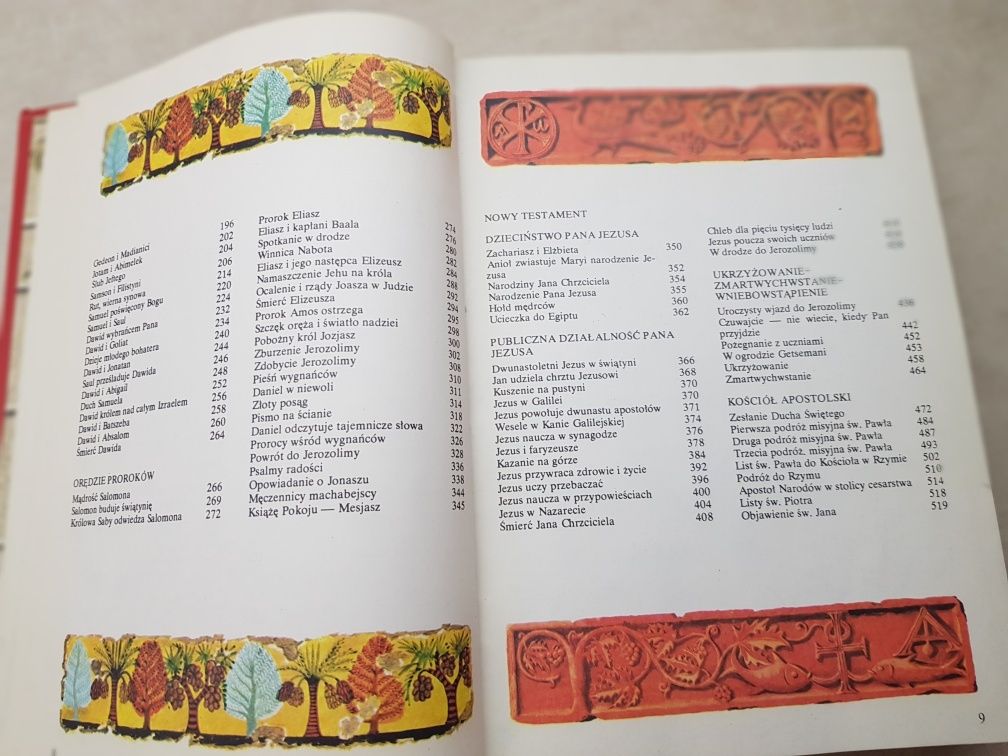 Gedeon i Madianici 196
Joam i Abimelek 202
Ślub Jeftego 204
Samson i Filistyni 206
Rut, wierna synowa 214
Samuel poświęcony Bogu 220
Samuel i Saul 224
Dawid wybrańcem Pana 232
Dawid i Goliat 234
Dzieje młodego bohatera 240
Dawid i Jonatan 244
Saul prześladuje Dawida 246
Dawid i Abigail 248
Duch Samuela 252
Dawid królem nad całym Izraelem 256
Dawid i Batszeba 258
Dawid i Absalom 260
Śmierć Dawida 264
ORĘDZIE PROROKÓW
Mądrość Salomona 266
Salomon buduje świątynię 269
Królowa Saby odwiedza Salomona 272
Prorok Eliasz 274
Eliasz i kapłani Baala 276
Spotkanie w drodze 280
Winnica Nabota 282
Eliasz i jego następca Elizeusz 284
Namaszczenie Jehu na króla 288
Ocalenie i rządy Joasza w Judzie 292
Śmierć Elizeusza 294
Prorok Amos ostrzega 295
Szczęk oręża i światło nadziei 298
Pobożny król Jozjasz 300
Zburzenie Jerozolimy 302
Zdobycie Jerozolimy 308
Pieśń wygnańców 310
Daniel w niewoli 311
Złoty posąg 314
Pismo na ścianie 318
Daniel odczytuje tajemnicze słowa 322
Prorocy wśród wygnańców 326
Powrót do Jerozolimy 328
Psalmy radości 336
Opowiadanie o Jonaszu 338
Męczennicy machabejscy 344
Książę Pokoju — Mesjasz 345
NOWY TESTAMENT
DZIECIŃSTWO PANA JEZUSA
Zachariasz i Elżbieta 350
Anioł zwiastuje Maryi narodzenie Je-
zusa 352
Narodziny Jana Chrzciciela 354
Narodzenie Pana Jezusa 355
Hołd mędrców 360
Ucieczka do Egiptu 362
PUBLICZNA DZIAŁALNOŚĆ PANA
JEZUSA
Dwunastoletni Jezus w świątyni 366
Jan udziela chrztu Jezusowi 368
Kuszenie na pustyni 370
Jezus w Galilei 370
Jezus powołuje dwunastu apostołów 371
Wesele w Kanie Galilejskiej 374
Jezus naucza w synagodze 376
Jezus i faryzeusze 378
Kazanie na górze 384
Jezus przywraca zdrowie i życie 392
Jezus uczy przebaczać 396
Jezus naucza w przypowieściach 400
Jezus w Nazarecie 404
Śmierć Jana Chrzciciela 408
Chleb dla pięciu tysięcy ludzi
Jezus poucza swoich uczniów
W drodze do Jerozolimy
UKRZYŻOWANIE–
ZMARTWYCHWSTANIE–
WNIEBOWSTĄPIENIE
Uroczysty wjazd do Jerozolimy 436
Czuwajcie — nie wiecie, kiedy Pan
przyjdzie 442
Pożegnanie z uczniami 452
W ogrodzie Getsemani 453
Ukrzyżowanie 458
Zmartwychwstanie 464
KOŚCIÓŁ APOSTOLSKI
Zesłanie Ducha Świętego 472
Pierwsza podróż misyjna św. Pawła 484
Druga podróż misyjna św. Pawła 487
Trzecia podróż. misyjna św. Pawła 493
List św. Pawła do Kościoła w Rzymie 502
Podróż do Rzymu 510
Apostoł Narodów w stolicy cesarstwa 514
Listy św. Piotra 518
Objawienie św. Jana 519
9